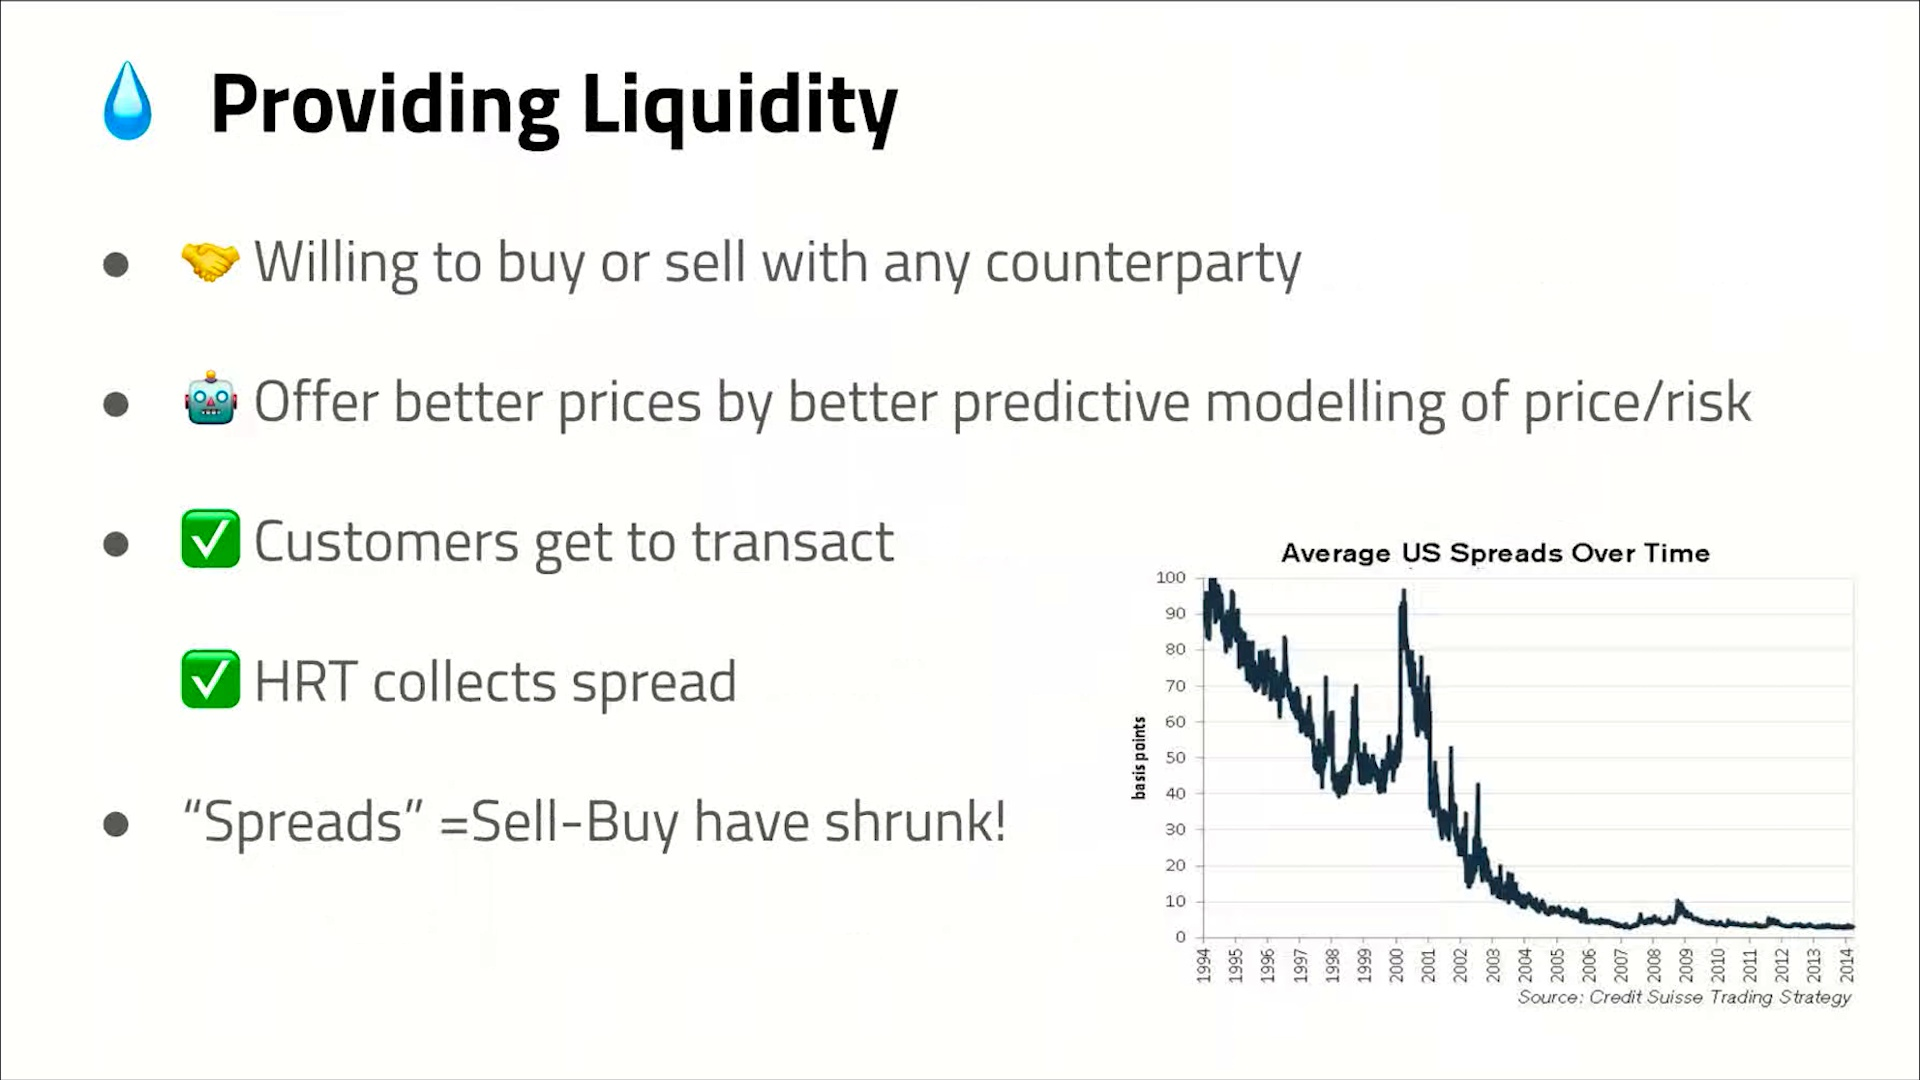 💧 Providing Liquidity
● 🤝 Willing to buy or sell with any counterparty
● 🤖 Offer better prices by better predictive modelling of price/risk
● ✅ Customers get to transact
✅ HRT collects spread
● “Spreads” =Sell-Buy have shrunk!
Average US Spreads Over Time
basis points
100
90
80
70
60
50
40
30
20
10
0
1994 1995 1996 1997 1998 1999 2000 2001 2002 2003 2004 2005 2006 2007 2008 2009 2010 2011 2012 2013 2014
Source: Credit Suisse Trading Strategy